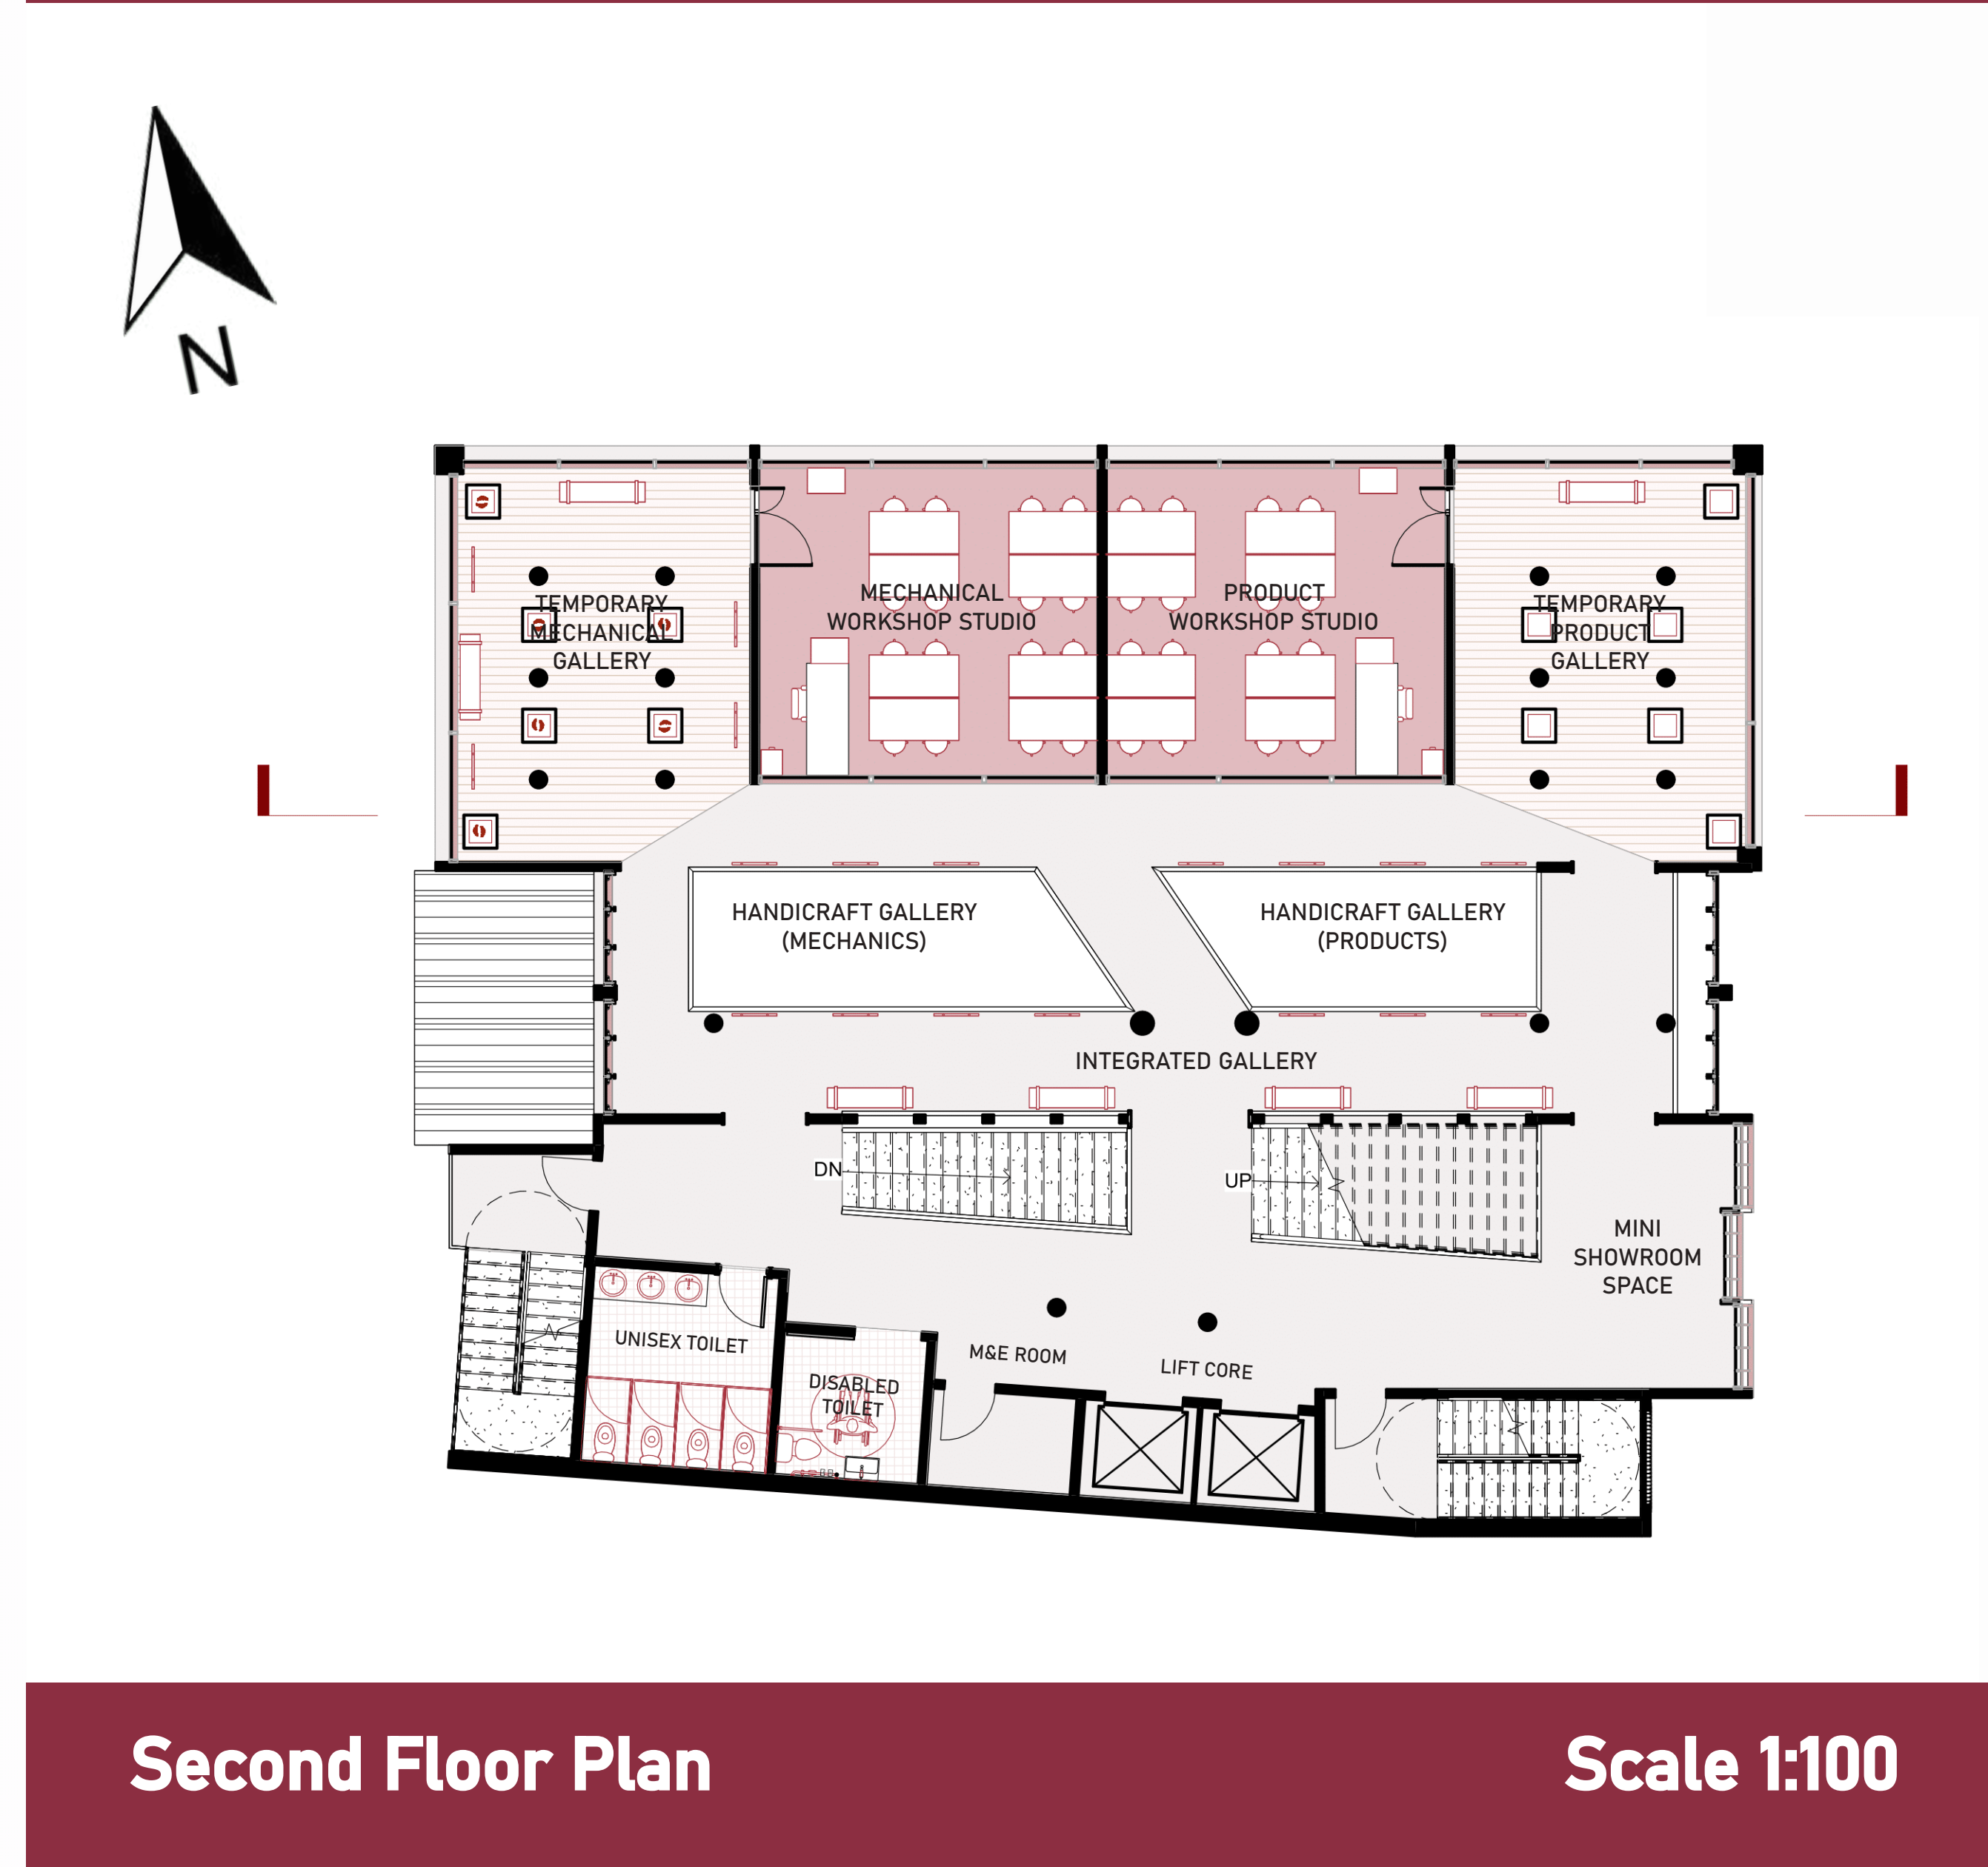 N
TEMPORARY
MECHANICAL
GALLERY
MECHANICAL
WORKSHOP STUDIO
PRODUCT
WORKSHOP STUDIO
TEMPORARY
PRODUCT
GALLERY
HANDICRAFT GALLERY
(MECHANICS)
HANDICRAFT GALLERY
(PRODUCTS)
INTEGRATED GALLERY
DN
UP
MINI
SHOWROOM
SPACE
UNISEX TOILET
DISABLED
TOILET
M&E ROOM
LIFT CORE
Second Floor Plan
Scale 1:100